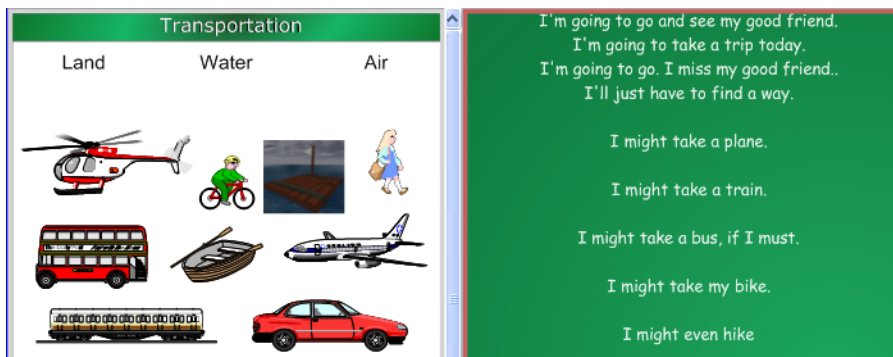 Transportation
Land Water Air
I'm going to go and see my good friend.
I'm going to take a trip today.
I'm going to go. I miss my good friend..
I'll just have to find a way.
I might take a plane.
I might take a train.
I might take a bus, if I must.
I might take my bike.
I might even hike